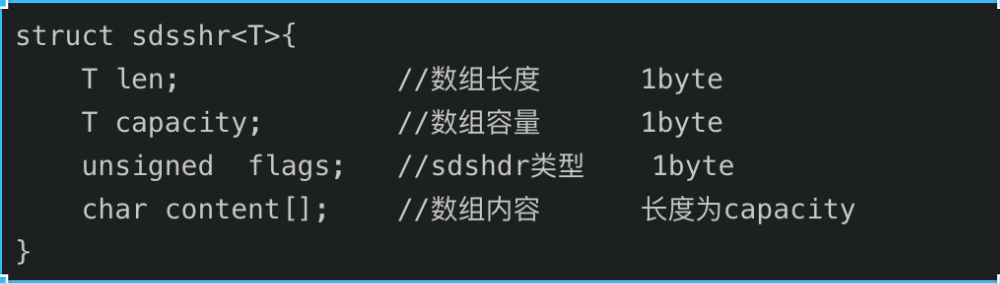 struct sdsshr<T>{
    T len;             //数组长度      1byte
    T capacity;        //数组容量      1byte
    unsigned  flags;   //sdshdr类型    1byte
    char content[];    //数组内容      长度为capacity
}